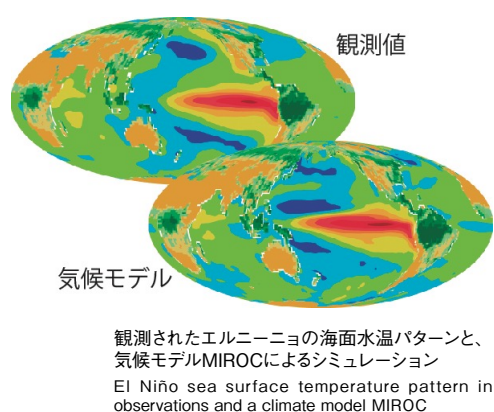 観測値
気候モデル
観測されたエルニーニョの海面水温パターンと、
気候モデルMIROCによるシミュレーション
El Niño sea surface temperature pattern in
observations and a climate model MIROC